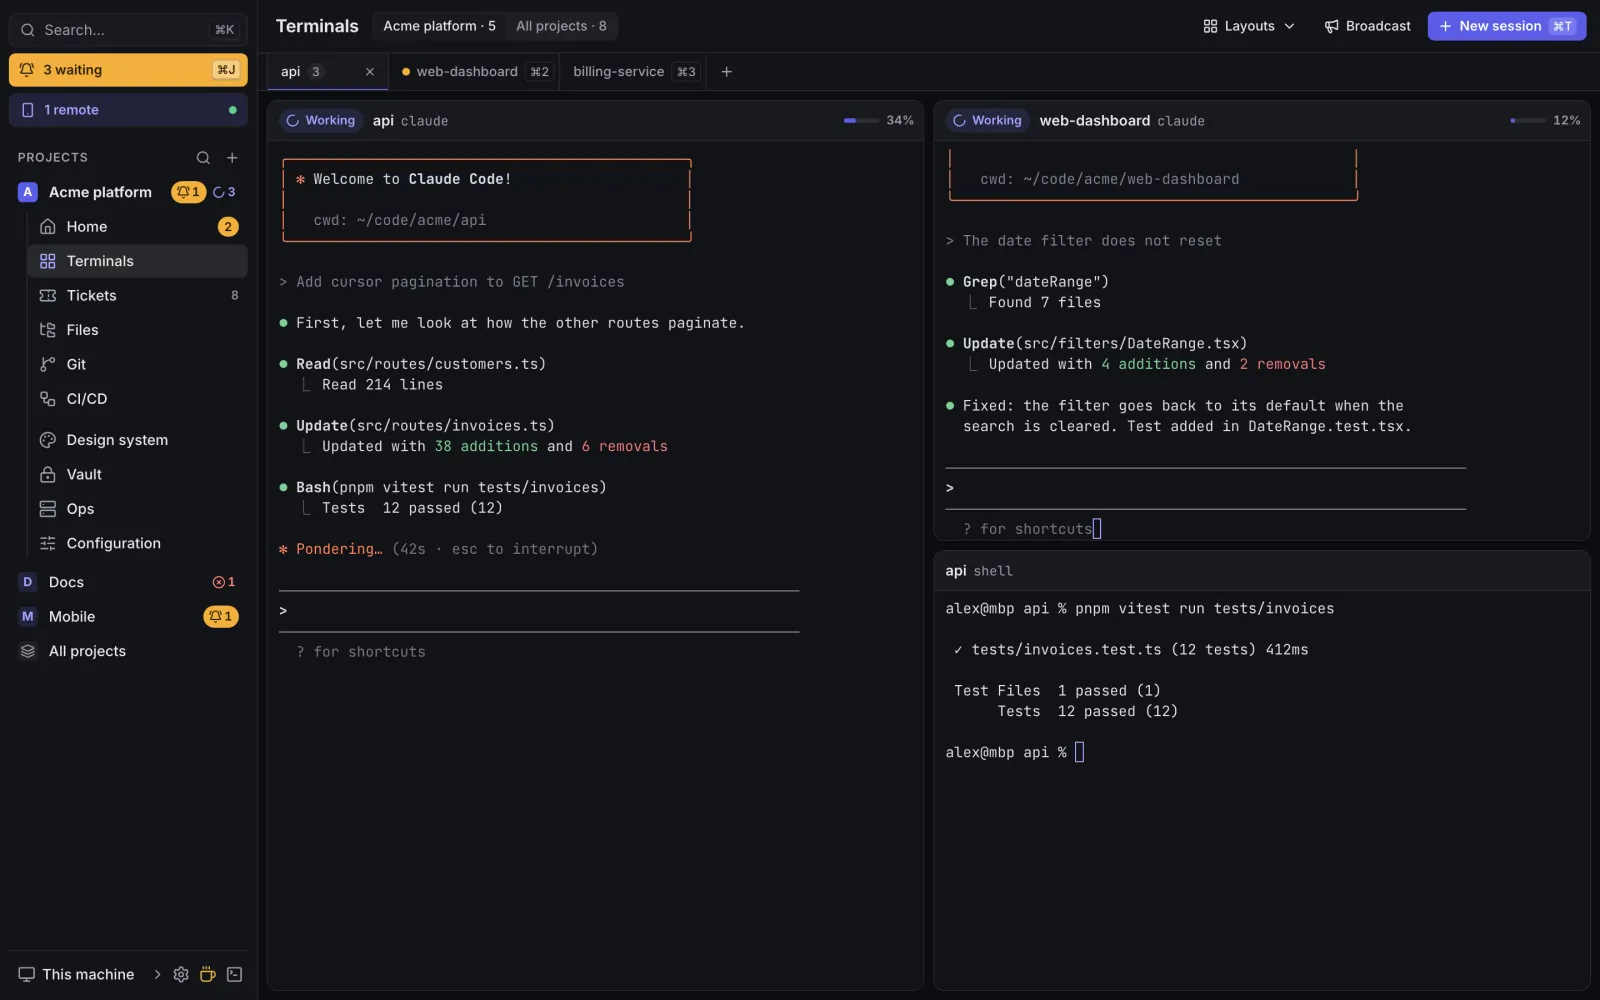 Search...
⌘K
3 waiting
⌘J
1 remote
PROJECTS
A Acme platform 1 3
Home 2
Terminals
Tickets 8
Files
Git
CI/CD
Design system
Vault
Ops
Configuration
D Docs 1
M Mobile 1
All projects
This machine
Terminals
Acme platform · 5
All projects · 8
Layouts
Broadcast
+ New session ⌘T
api 3 ×
web-dashboard ⌘2
billing-service ⌘3
+
Working api claude 34%
* Welcome to Claude Code!
cwd: ~/code/acme/api
> Add cursor pagination to GET /invoices
● First, let me look at how the other routes paginate.
● Read(src/routes/customers.ts)
⎿ Read 214 lines
● Update(src/routes/invoices.ts)
⎿ Updated with 38 additions and 6 removals
● Bash(pnpm vitest run tests/invoices)
⎿ Tests 12 passed (12)
* Pondering… (42s · esc to interrupt)
>
? for shortcuts
Working web-dashboard claude 12%
cwd: ~/code/acme/web-dashboard
> The date filter does not reset
● Grep("dateRange")
⎿ Found 7 files
● Update(src/filters/DateRange.tsx)
⎿ Updated with 4 additions and 2 removals
● Fixed: the filter goes back to its default when the
search is cleared. Test added in DateRange.test.tsx.
>
? for shortcuts
api shell
alex@mbp api % pnpm vitest run tests/invoices
✓ tests/invoices.test.ts (12 tests) 412ms
Test Files 1 passed (1)
Tests 12 passed (12)
alex@mbp api %